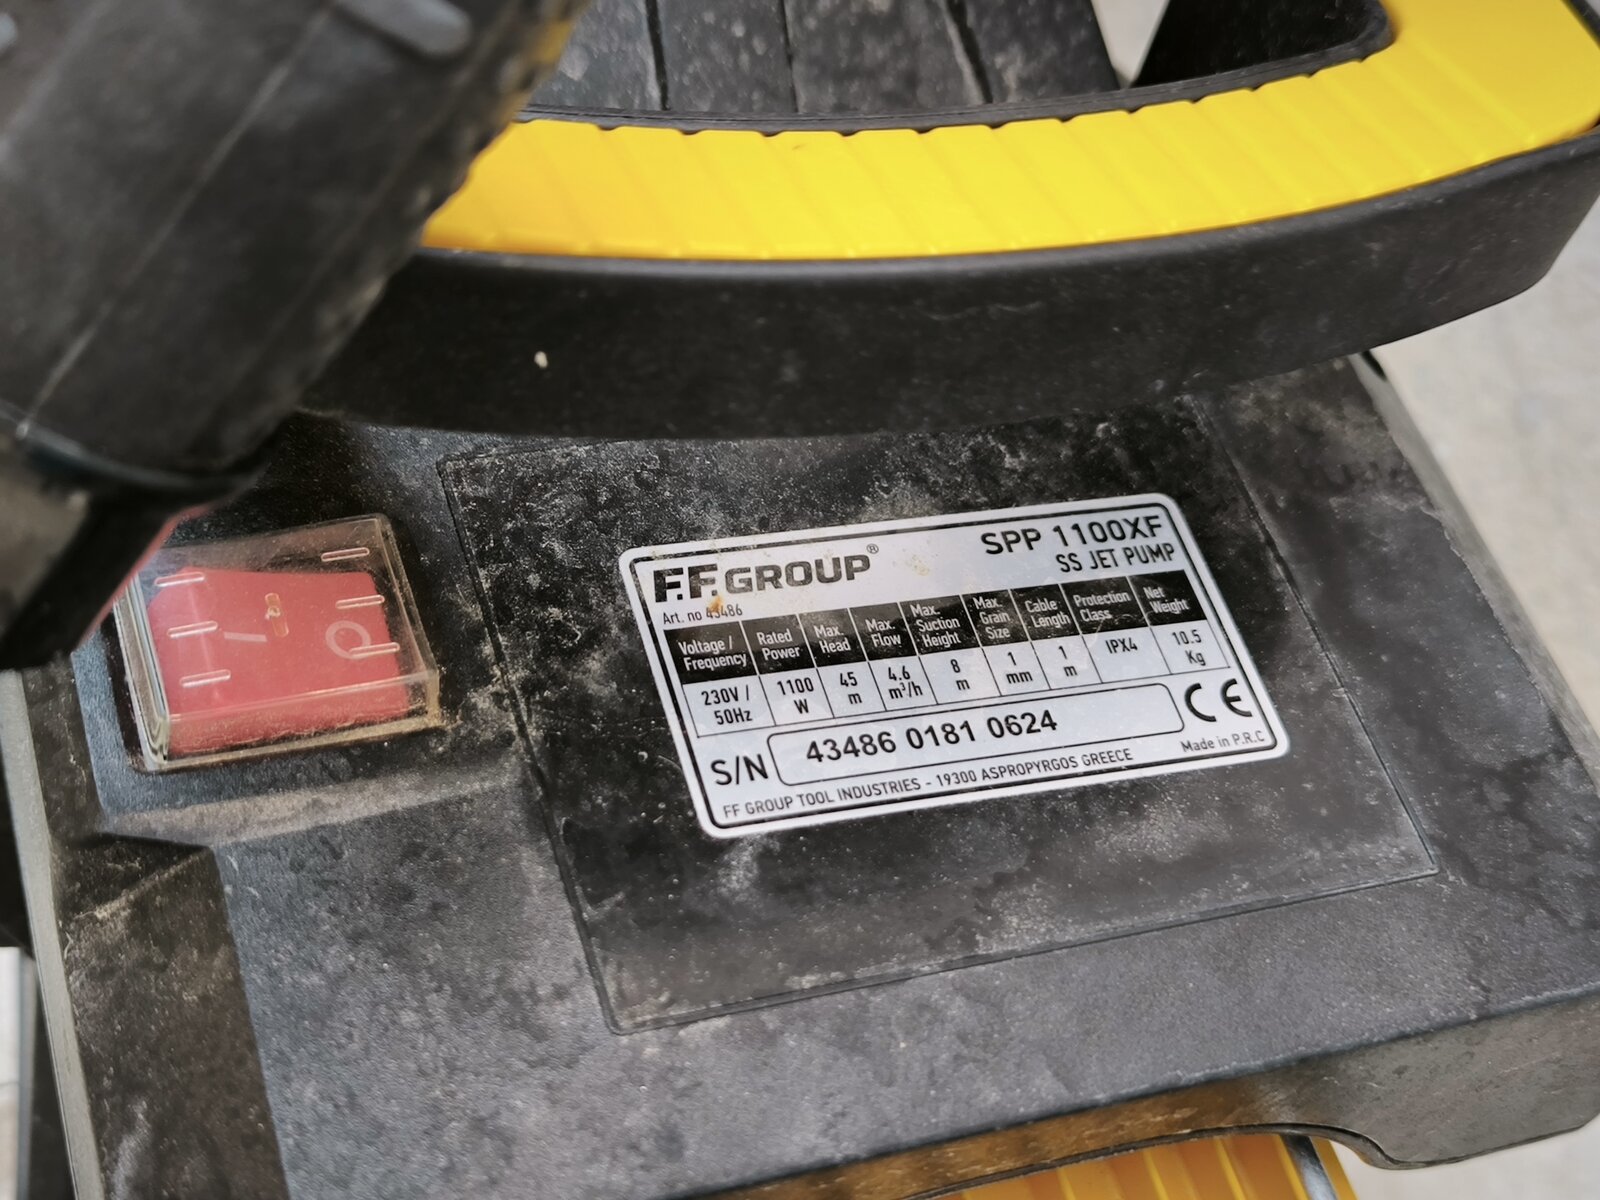 F.F. GROUP®
SPP 1100XF
SS JET PUMP
Art. no 43486
Voltage / Frequency
Rated Power
Max. Head
Max. Flow
Max. Suction Height
Max. Grain Size
Cable Length
Protection Class
Net Weight
230V / 50Hz
1100 W
45 m
4.6 m³/h
8 m
1 mm
1 m
IPX4
10.5 Kg
S/N 43486 0181 0624
CE
FF GROUP TOOL INDUSTRIES - 19300 ASPROPYRGOS GREECE
Made in P.R.C